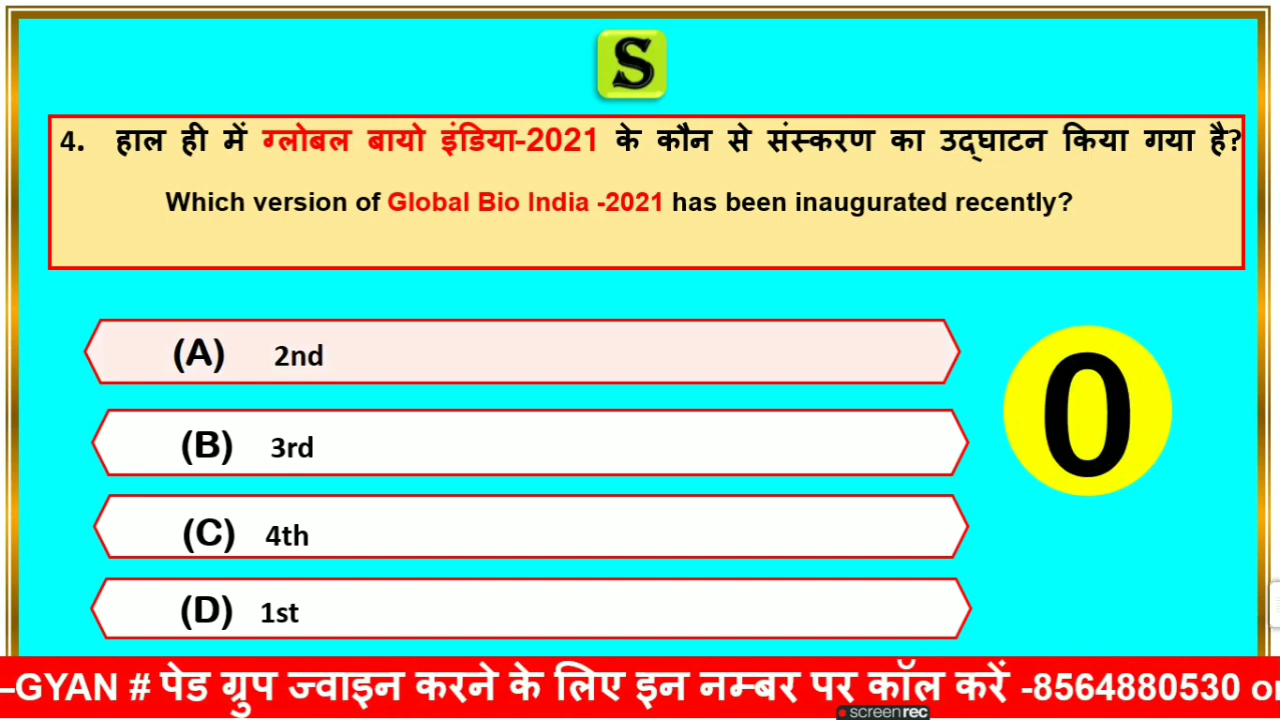 S
4. हाल ही में ग्लोबल बायो इंडिया-2021 के कौन से संस्करण का उद्घाटन किया गया है?
Which version of Global Bio India -2021 has been inaugurated recently?
(A) 2nd
0
(B) 3rd
(C) 4th
(D) 1st
–GYAN # पेड ग्रुप ज्वाइन करने के लिए इन नम्बर पर कॉल करें -8564880530 or
screenrec